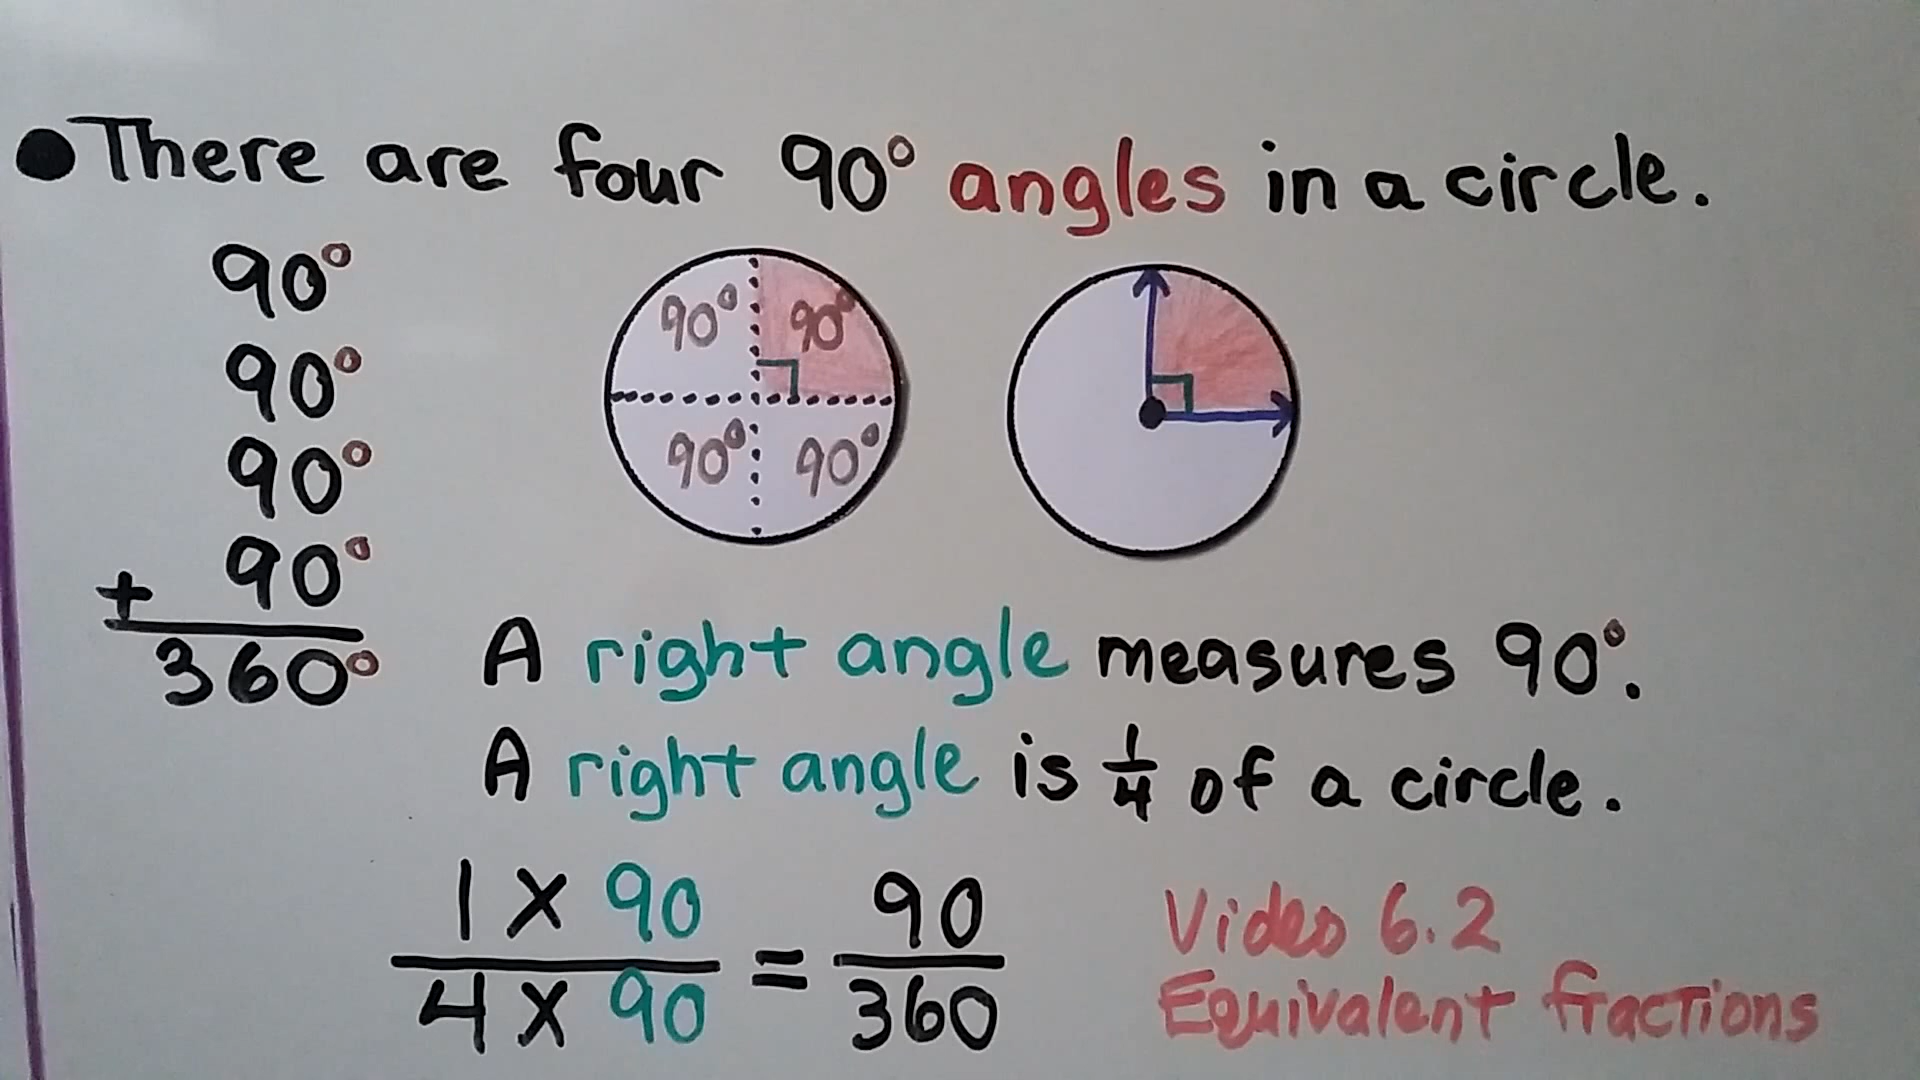 There are four 90° angles in a circle.
90°
90°
90°
+ 90°
360°
90° 90°
90° 90°
A right angle measures 90°.
A right angle is 1/4 of a circle.
1 x 90
4 x 90
=
90
360
Video 6.2
Equivalent fractions